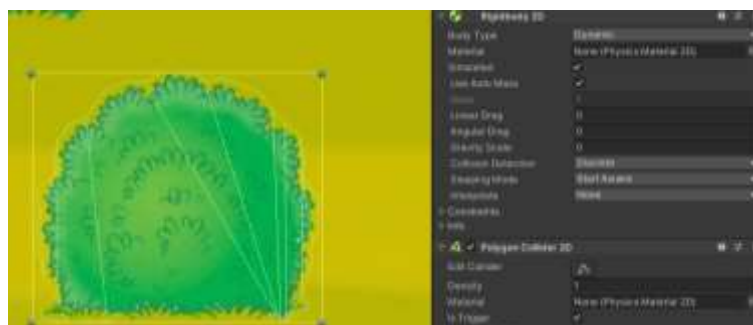 Rigidbody 2D
Body Type Dynamic
Material None (Physics Material 2D)
Simulated
Use Auto Mass
Mass 1
Linear Drag 0
Angular Drag 0
Gravity Scale 0
Collision Detection Discrete
Sleeping Mode Start Awake
Interpolate None
Constraints
Info
Polygon Collider 2D
Edit Collider
Density 1
Material None (Physics Material 2D)
Is Trigger